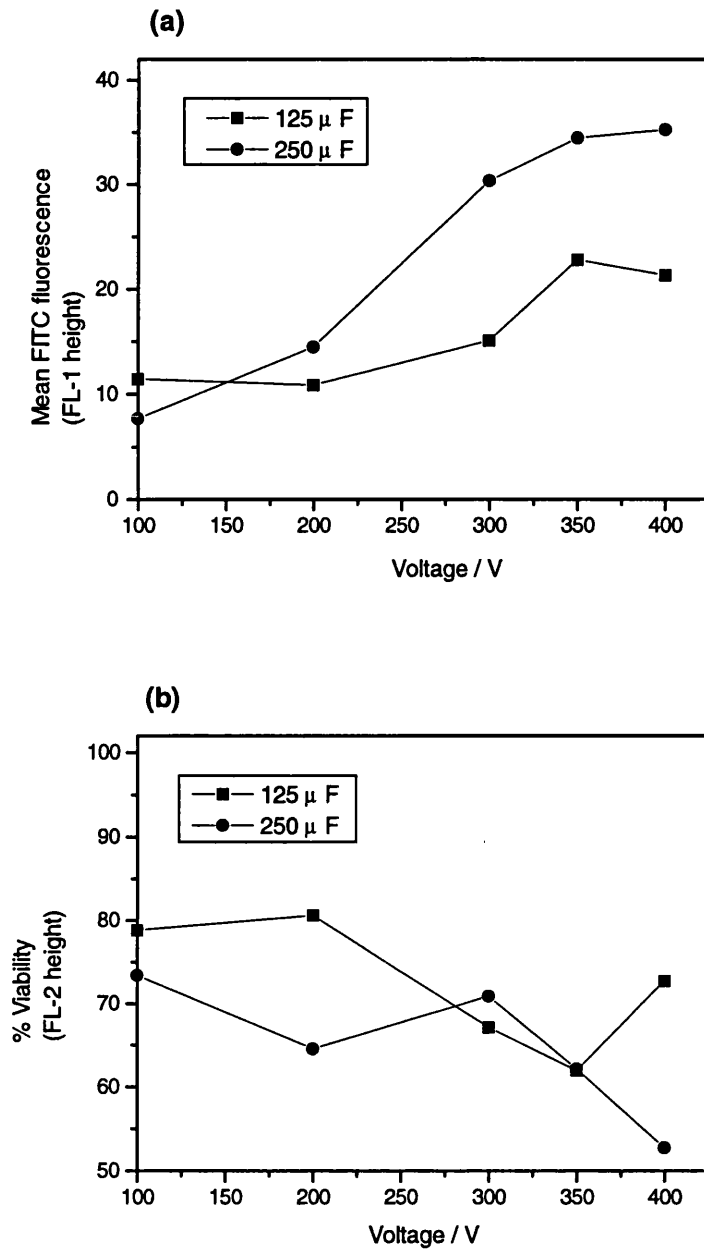 (a)
40
30
20
10
0
125 μ F
250 μ F
Mean FITC fluorescence
(FL-1 height)
100 150 200 250 300 350 400
Voltage / V
(b)
100
90
80
70
60
50
125 μ F
250 μ F
% Viability
(FL-2 height)
100 150 200 250 300 350 400
Voltage / V